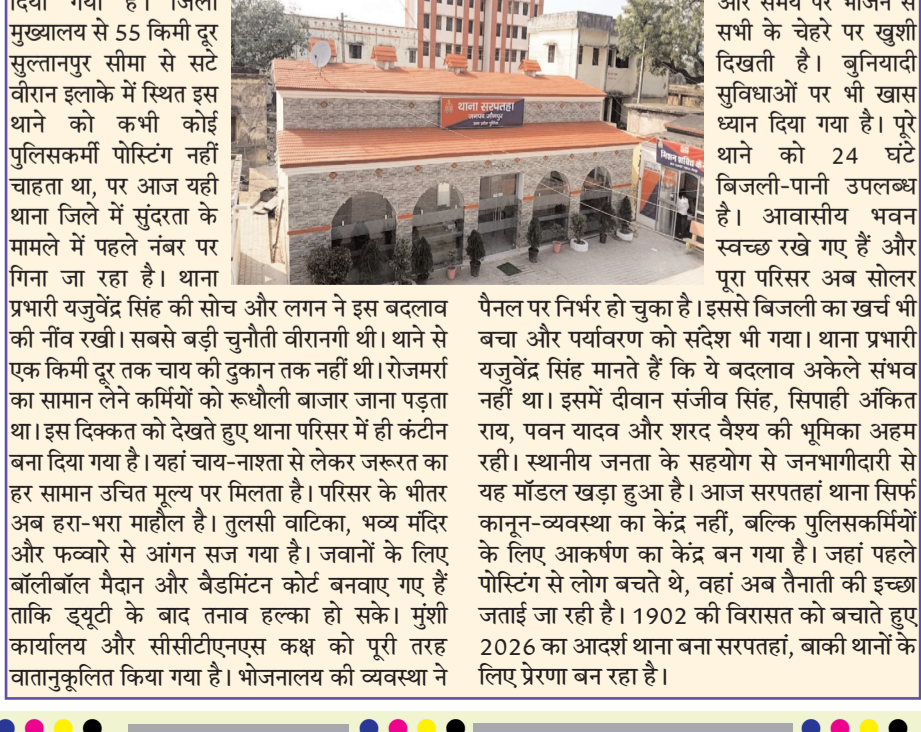 दिया गया है। जिला
मुख्यालय से 55 किमी दूर
सुल्तानपुर सीमा से सटे
वीरान इलाके में स्थित इस
थाने को कभी कोई
पुलिसकर्मी पोस्टिंग नहीं
चाहता था, पर आज यही
थाना जिले में सुंदरता के
मामले में पहले नंबर पर
गिना जा रहा है। थाना
प्रभारी यजुवेंद्र सिंह की सोच और लगन ने इस बदलाव
की नींव रखी। सबसे बड़ी चुनौती वीरानगी थी। थाने से
एक किमी दूर तक चाय की दुकान तक नहीं थी। रोजमर्रा
का सामान लेने कर्मियों को रूधौली बाजार जाना पड़ता
था। इस दिक्कत को देखते हुए थाना परिसर में ही कंटीन
बना दिया गया है। यहां चाय-नाश्ता से लेकर जरूरत का
हर सामान उचित मूल्य पर मिलता है। परिसर के भीतर
अब हरा-भरा माहौल है। तुलसी वाटिका, भव्य मंदिर
और फव्वारे से आंगन सज गया है। जवानों के लिए
बॉलीबॉल मैदान और बैडमिंटन कोर्ट बनवाए गए हैं
ताकि ड्यूटी के बाद तनाव हल्का हो सके। मुंशी
कार्यालय और सीसीटीएनएस कक्ष को पूरी तरह
वातानुकूलित किया गया है। भोजनालय की व्यवस्था ने
थाना सरपतहा
जनपद जौनपुर
और समय पर भोजन से
सभी के चेहरे पर खुशी
दिखती है। बुनियादी
सुविधाओं पर भी खास
ध्यान दिया गया है। पूरे
थाने को 24 घंटे
बिजली-पानी उपलब्ध
है। आवासीय भवन
स्वच्छ रखे गए हैं और
पूरा परिसर अब सोलर
पैनल पर निर्भर हो चुका है। इससे बिजली का खर्च भी
बचा और पर्यावरण को संदेश भी गया। थाना प्रभारी
यजुवेंद्र सिंह मानते हैं कि ये बदलाव अकेले संभव
नहीं था। इसमें दीवान संजीव सिंह, सिपाही अंकित
राय, पवन यादव और शरद वैश्य की भूमिका अहम
रही। स्थानीय जनता के सहयोग से जनभागीदारी से
यह मॉडल खड़ा हुआ है। आज सरपतहां थाना सिर्फ
कानून-व्यवस्था का केंद्र नहीं, बल्कि पुलिसकर्मियों
के लिए आकर्षण का केंद्र बन गया है। जहां पहले
पोस्टिंग से लोग बचते थे, वहां अब तैनाती की इच्छा
जताई जा रही है। 1902 की विरासत को बचाते हुए
2026 का आदर्श थाना बना सरपतहां, बाकी थानों के
लिए प्रेरणा बन रहा है।